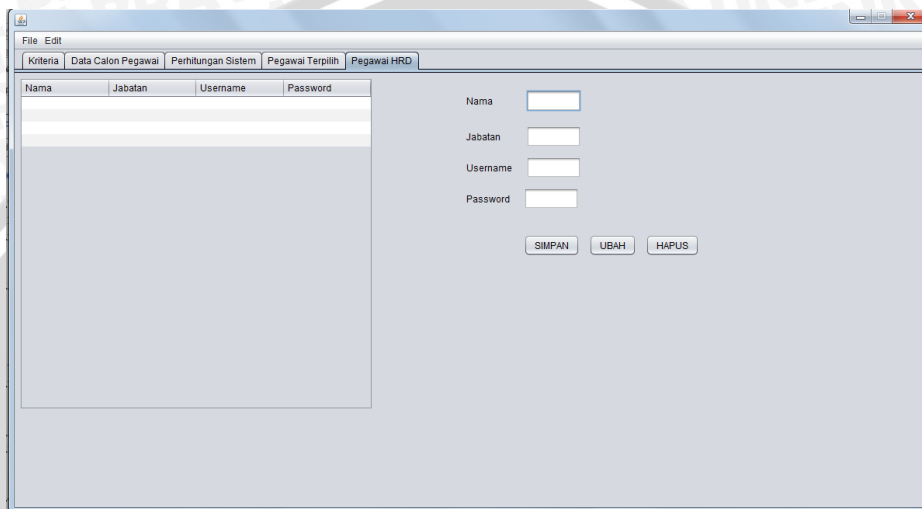 File Edit
Kriteria Data Calon Pegawai Perhitungan Sistem Pegawai Terpilih Pegawai HRD
Nama Jabatan Username Password
Nama
Jabatan
Username
Password
SIMPAN UBAH HAPUS